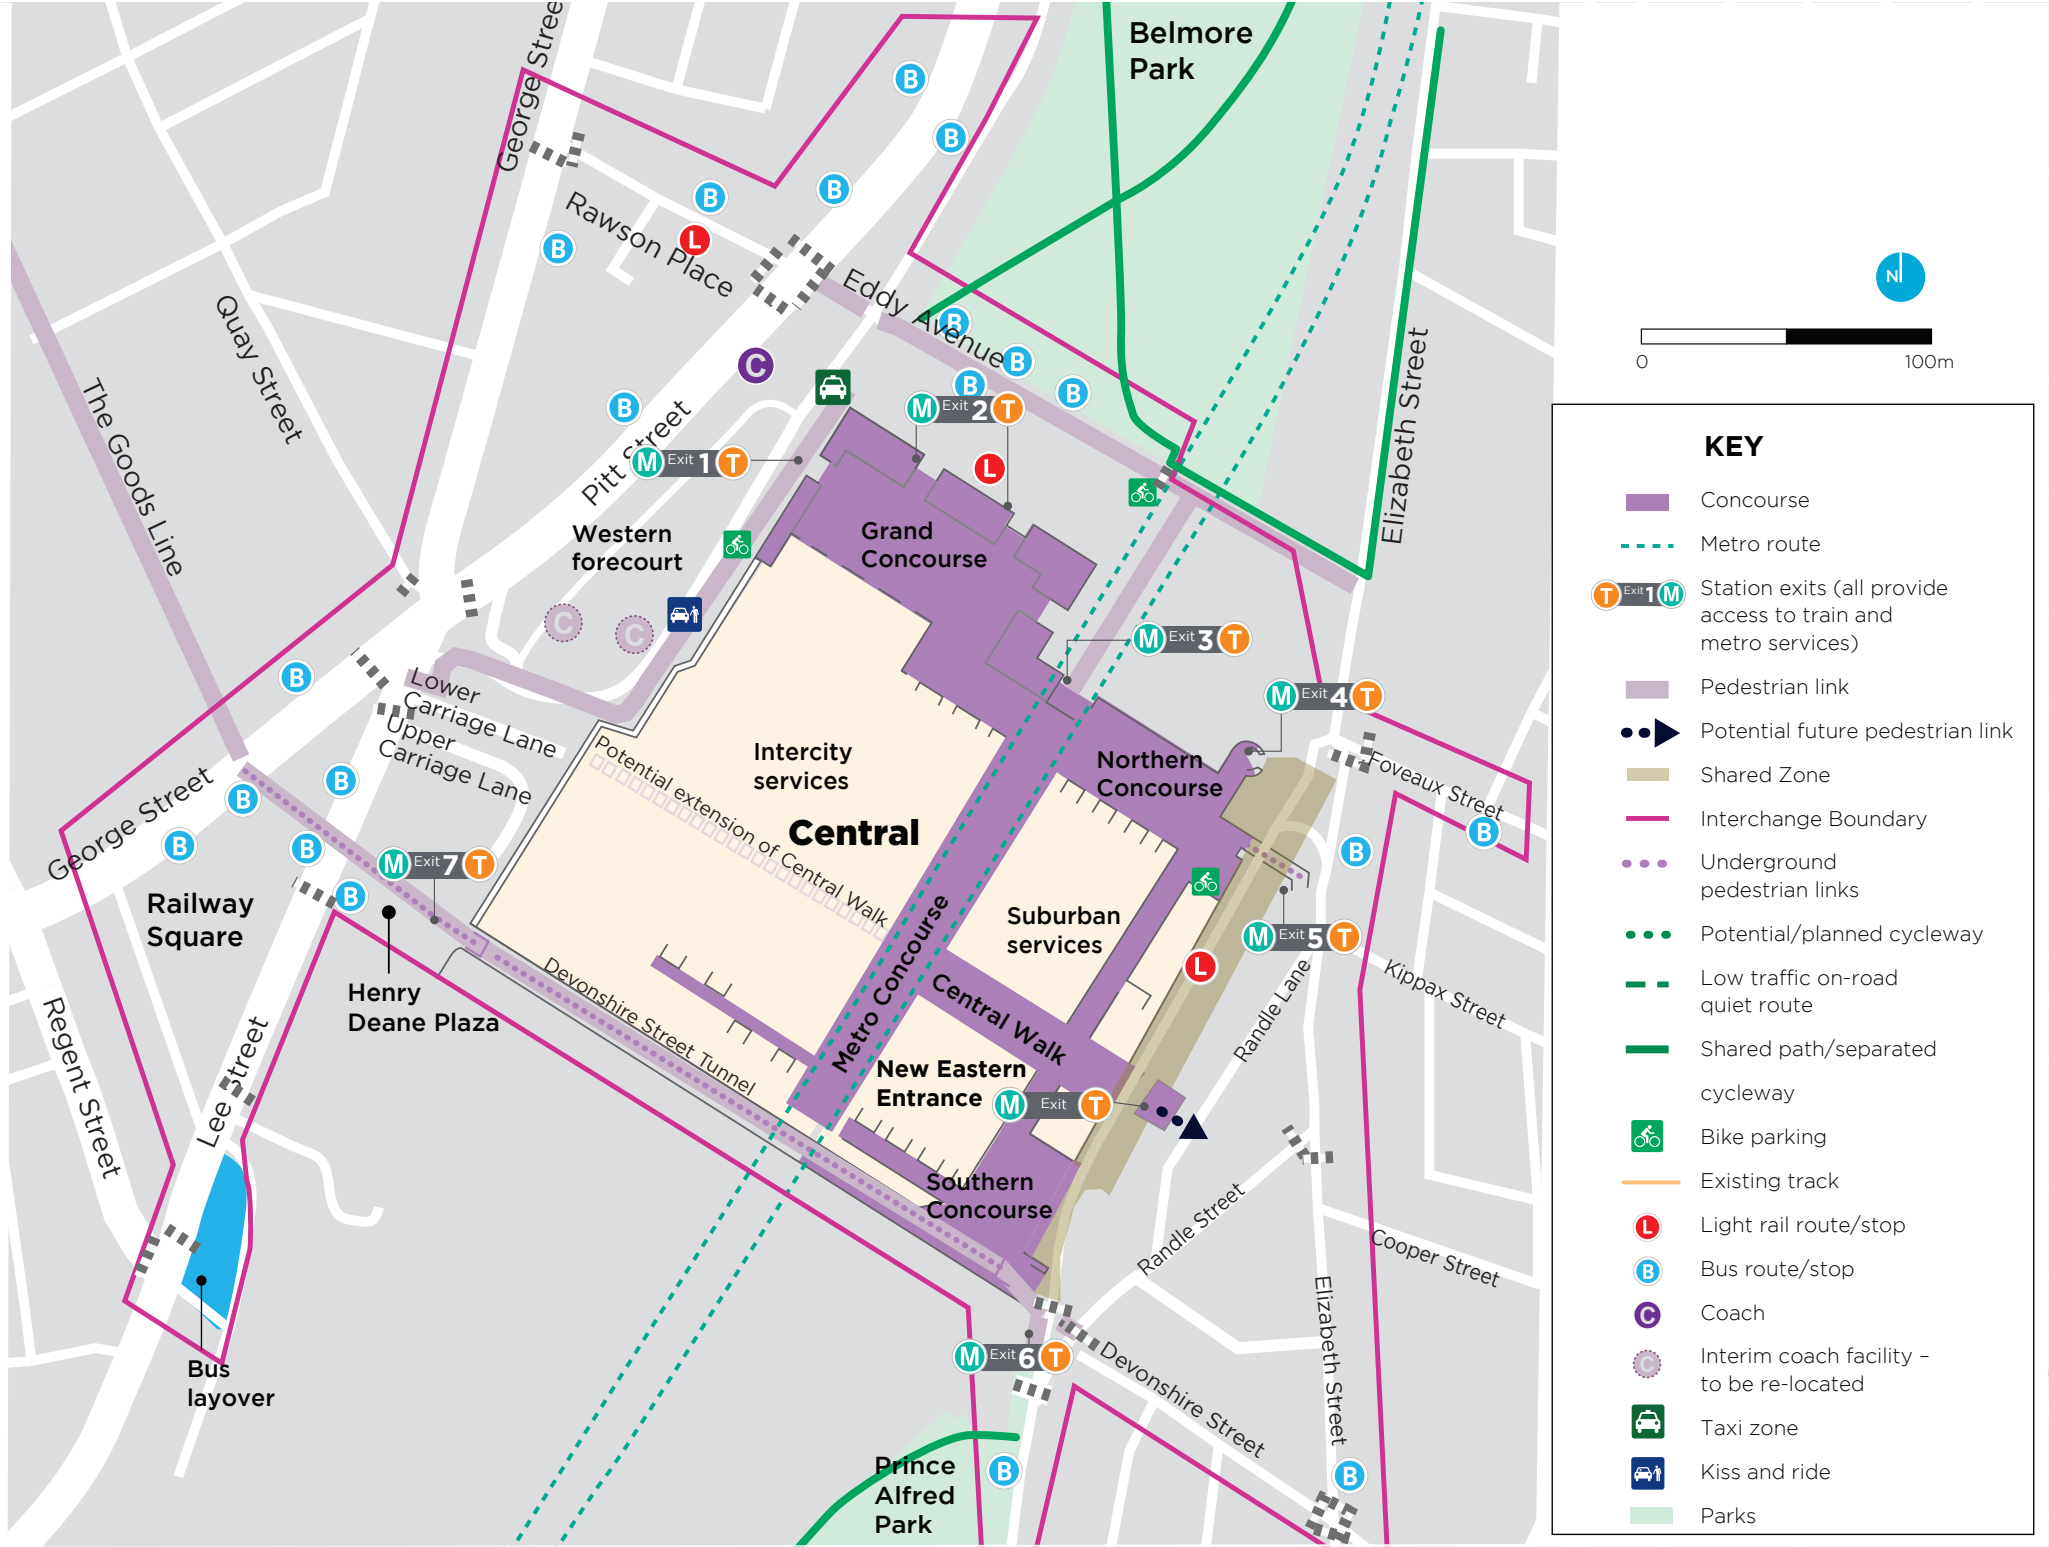 Belmore
Park
George Street
Rawson Place
Eddy Avenue
Quay Street
The Goods Line
Pitt Street
Elizabeth Street
B
B
B
B
B
L
B
B
B
B
C
B
M Exit 2 T
M Exit 1 T
L
Western
forecourt
Grand
Concourse
C
C
M Exit 3 T
M Exit 4 T
B
Lower
Carriage Lane
Upper
Carriage Lane
Intercity
services
Potential extension of Central Walk
Central
Northern
Concourse
Foveaux Street
B
B
George Street
B
B
B
B
B
M Exit 7 T
Railway
Square
Henry
Deane Plaza
Metro Concourse
Suburban
services
M Exit 5 T
L
Central Walk
Kippax Street
Randle Lane
Devonshire Street Tunnel
New Eastern
Entrance
M Exit T
Regent Street
Lee Street
Southern
Concourse
Randle Street
Cooper Street
Elizabeth Street
Bus
layover
M Exit 6 T
Devonshire Street
Prince
Alfred
Park
B
B
N
0 100m
KEY
Concourse
Metro route
T Exit 1 M
Station exits (all provide
access to train and
metro services)
Pedestrian link
Potential future pedestrian link
Shared Zone
Interchange Boundary
Underground
pedestrian links
Potential/planned cycleway
Low traffic on-road
quiet route
Shared path/separated
cycleway
Bike parking
Existing track
L Light rail route/stop
B Bus route/stop
C Coach
C Interim coach facility –
to be re-located
Taxi zone
Kiss and ride
Parks